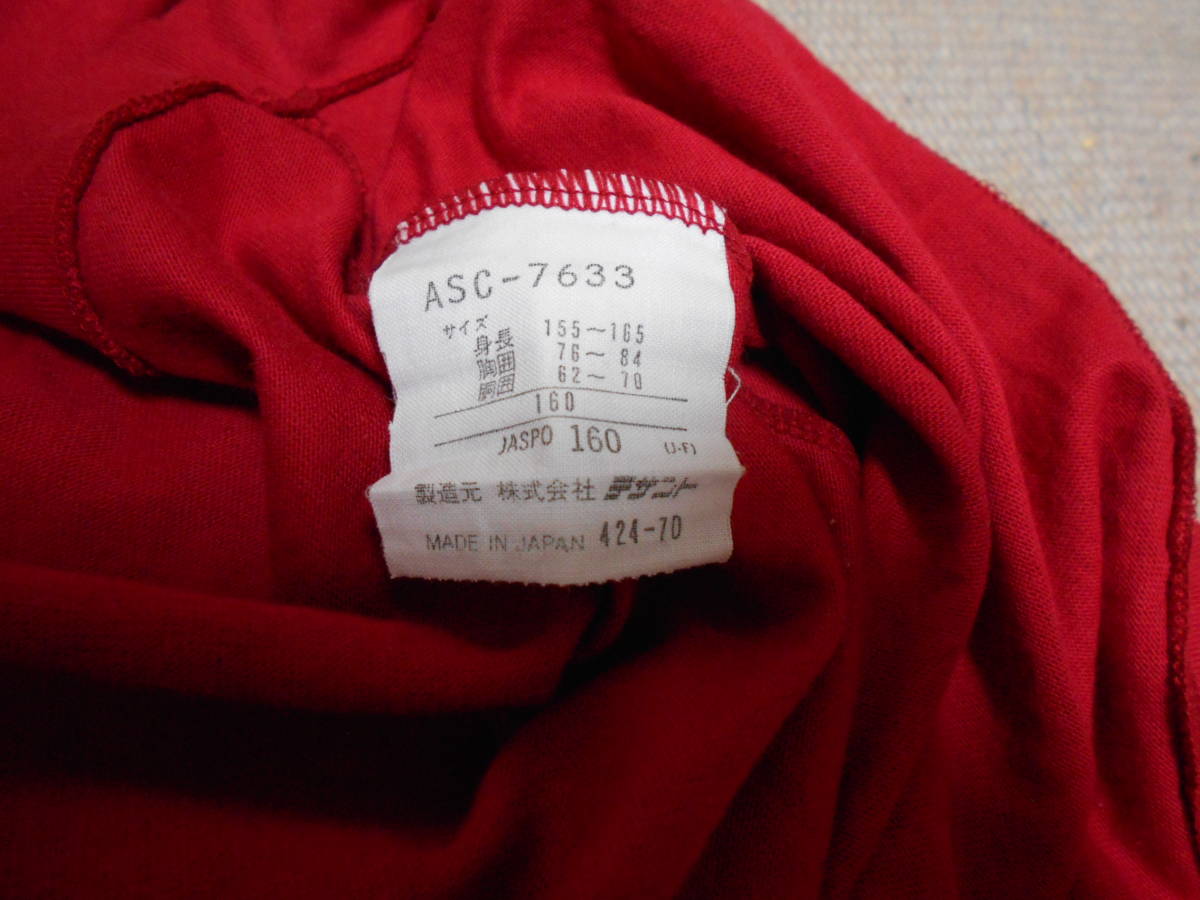 ASC-7633
サイズ
身長 155~165
胸囲 76~84
胴囲 62~70
160
JASPO 160 (J-F)
製造元 株式会社 デサント
MADE IN JAPAN 424-70